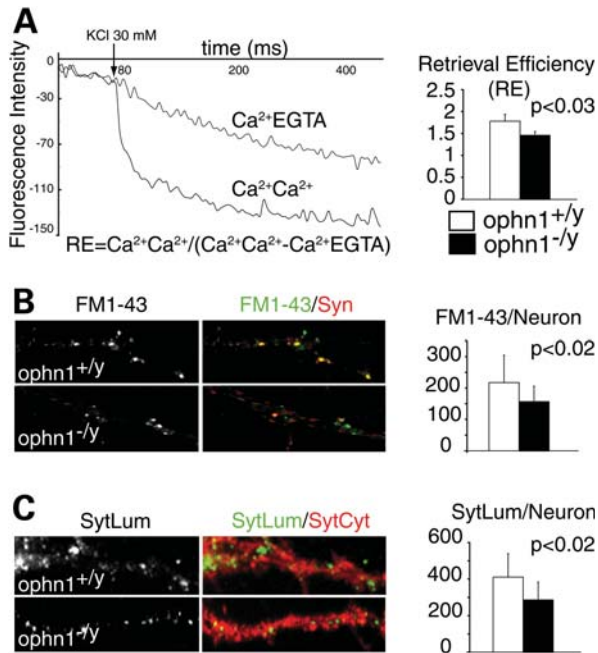 A
KCl 30 mM
time (ms)
0
80
200
400
-30
-70
-110
-150
Fluorescence Intensity
Ca²⁺EGTA
Ca²⁺Ca²⁺
RE=Ca²⁺Ca²⁺/(Ca²⁺Ca²⁺-Ca²⁺EGTA)
Retrieval Efficiency
(RE)
p<0.03
2.5
2
1.5
1
0.5
0
ophn1⁺/ʸ
ophn1⁻/ʸ
B
FM1-43
FM1-43/Syn
ophn1⁺/ʸ
ophn1⁻/ʸ
FM1-43/Neuron
p<0.02
300
200
100
0
C
SytLum
SytLum/SytCyt
ophn1⁺/ʸ
ophn1⁻/ʸ
SytLum/Neuron
p<0.02
600
400
200
0